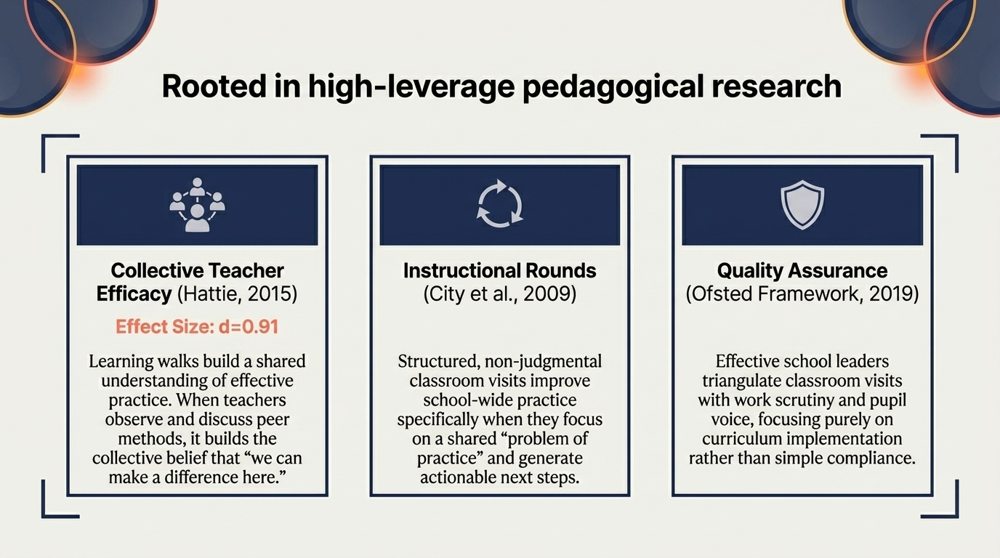 Rooted in high-leverage pedagogical research
Collective Teacher
Efficacy (Hattie, 2015)
Effect Size: d=0.91
Learning walks build a shared
understanding of effective
practice. When teachers
observe and discuss peer
methods, it builds the
collective belief that “we can
make a difference here.”
Instructional Rounds
(City et al., 2009)
Structured, non-judgmental
classroom visits improve
school-wide practice
specifically when they focus
on a shared “problem of
practice” and generate
actionable next steps.
Quality Assurance
(Ofsted Framework, 2019)
Effective school leaders
triangulate classroom visits
with work scrutiny and pupil
voice, focusing purely on
curriculum implementation
rather than simple compliance.